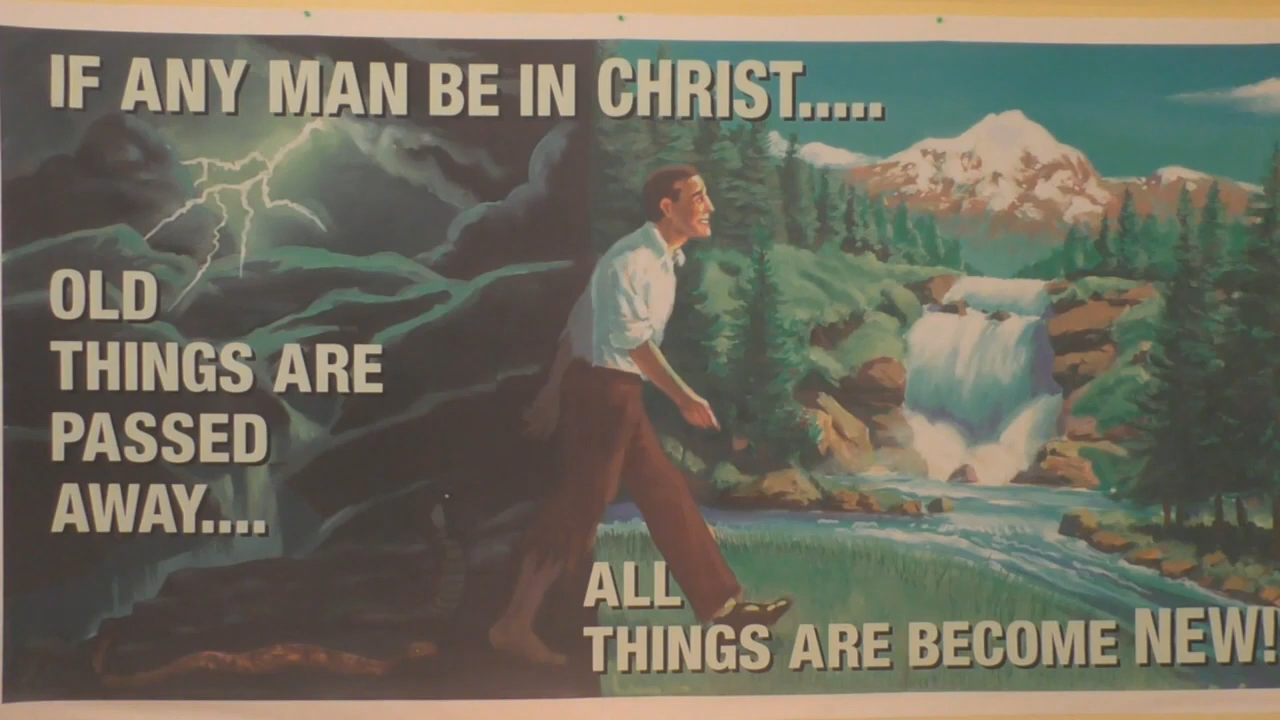 IF ANY MAN BE IN CHRIST.....
OLD
THINGS ARE
PASSED
AWAY....
ALL
THINGS ARE BECOME NEW!